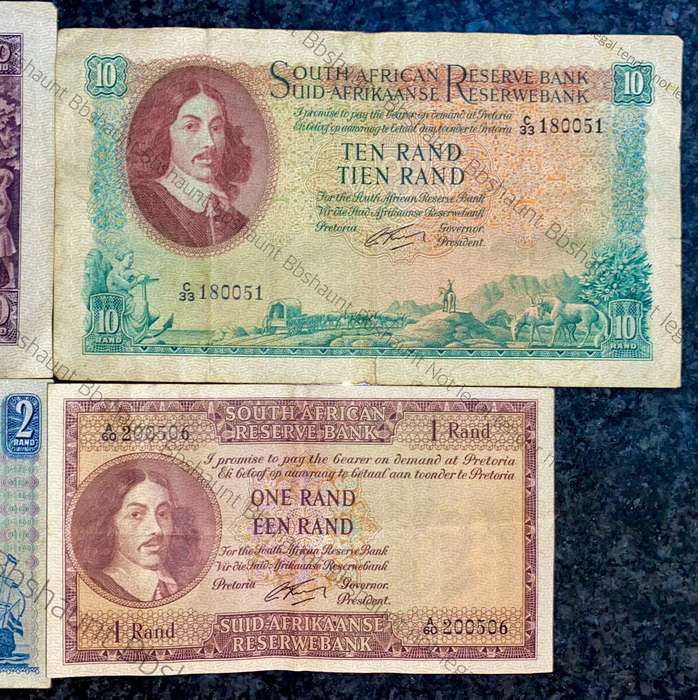 10
South African Reserve Bank
Suid-Afrikaanse Reserwebank
10
I promise to pay the bearer on demand at Pretoria
Ek beloof op aanvraag te betaal aan toonder te Pretoria
C/33 180051
TEN RAND
TIEN RAND
For the South African Reserve Bank
Vir die Suid-Afrikaanse Reserwebank
Pretoria
Governor.
President.
C/33 180051
10
RAND
10
RAND
2
RAND
SOUTH AFRICAN
RESERVE BANK
A/60 200506
1 Rand
I promise to pay the bearer on demand at Pretoria
Ek beloof op aanvraag te betaal aan toonder te Pretoria
ONE RAND
EEN RAND
For the South African Reserve Bank
Vir die Suid-Afrikaanse Reserwebank
Pretoria
Governor.
President.
1 Rand
SUID-AFRIKAANSE
RESERWEBANK
A/60 200506
Bbshaunt Not legal tender